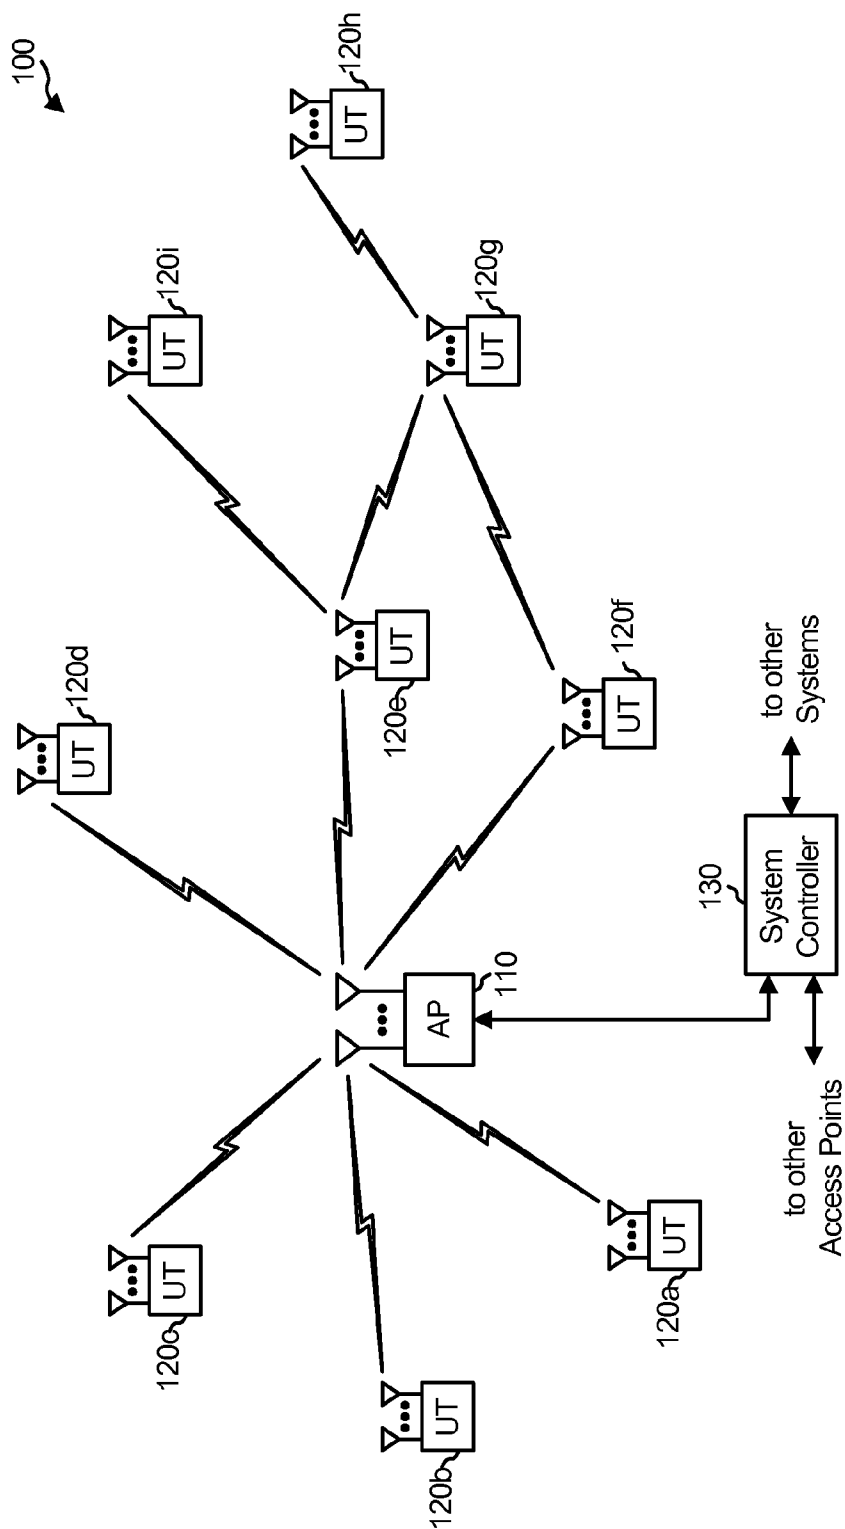 100
120d
UT
120i
UT
120h
UT
120c
UT
120e
UT
120g
UT
120b
UT
AP
110
120f
UT
120a
UT
130
System
Controller
to other
Systems
to other
Access Points